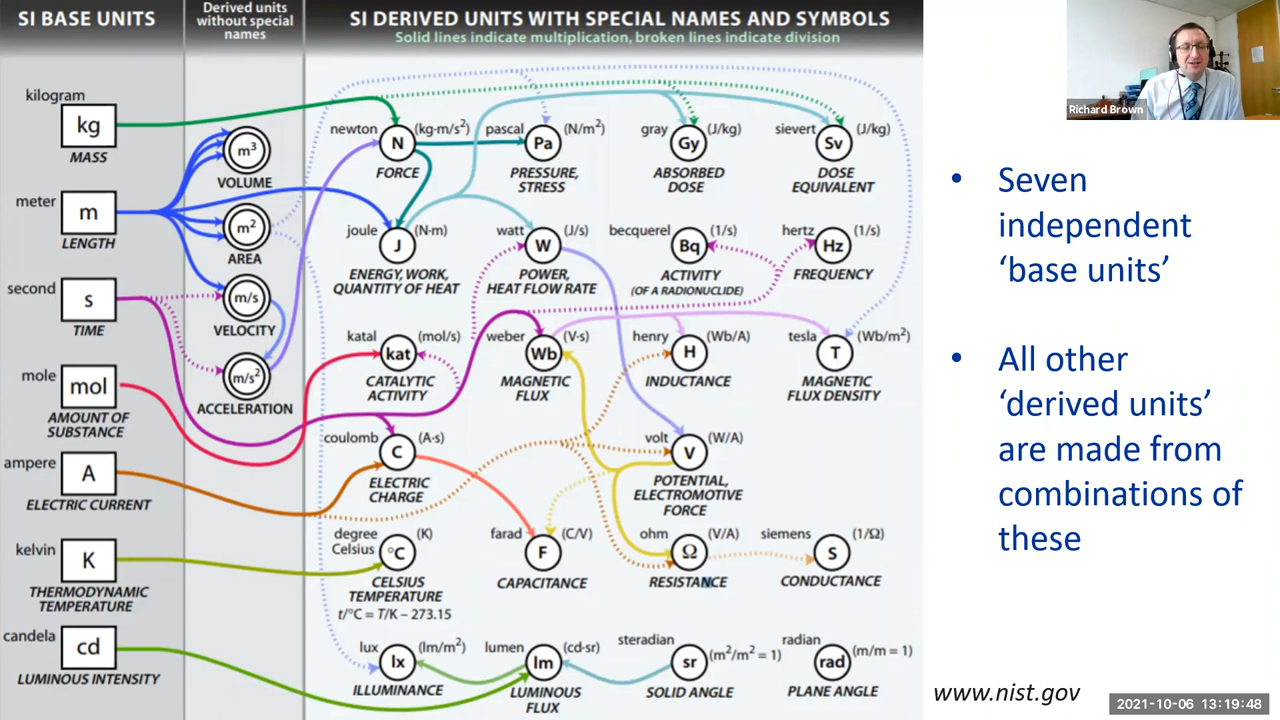 SI BASE UNITS
Derived units
without special
names
SI DERIVED UNITS WITH SPECIAL NAMES AND SYMBOLS
Solid lines indicate multiplication, broken lines indicate division
kilogram
kg
MASS
meter
m
LENGTH
second
s
TIME
mole
mol
AMOUNT OF
SUBSTANCE
ampere
A
ELECTRIC CURRENT
kelvin
K
THERMODYNAMIC
TEMPERATURE
candela
cd
LUMINOUS INTENSITY
m³
VOLUME
m²
AREA
m/s
VELOCITY
m/s²
ACCELERATION
newton (kg·m/s²)
N
FORCE
pascal (N/m²)
Pa
PRESSURE,
STRESS
gray (J/kg)
Gy
ABSORBED
DOSE
sievert (J/kg)
Sv
DOSE
EQUIVALENT
joule (N·m)
J
ENERGY, WORK,
QUANTITY OF HEAT
watt (J/s)
W
POWER,
HEAT FLOW RATE
becquerel (1/s)
Bq
ACTIVITY
(OF A RADIONUCLIDE)
hertz (1/s)
Hz
FREQUENCY
katal (mol/s)
kat
CATALYTIC
ACTIVITY
weber (V·s)
Wb
MAGNETIC
FLUX
henry (Wb/A)
H
INDUCTANCE
tesla (Wb/m²)
T
MAGNETIC
FLUX DENSITY
coulomb (A·s)
C
ELECTRIC
CHARGE
volt (W/A)
V
POTENTIAL,
ELECTROMOTIVE
FORCE
degree
Celsius (K)
°C
CELSIUS
TEMPERATURE
t/°C = T/K – 273.15
farad (C/V)
F
CAPACITANCE
ohm (V/A)
Ω
RESISTANCE
siemens (1/Ω)
S
CONDUCTANCE
lux (lm/m²)
lx
ILLUMINANCE
lumen (cd·sr)
lm
LUMINOUS
FLUX
steradian
sr (m²/m² = 1)
SOLID ANGLE
radian
rad (m/m = 1)
PLANE ANGLE
Richard Brown
• Seven
independent
‘base units’
• All other
‘derived units’
are made from
combinations of
these
www.nist.gov
2021-10-06 13:19:48